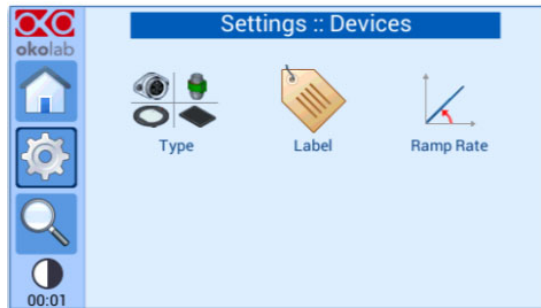 Settings :: Devices
okolab
Type
Label
Ramp Rate
00:01